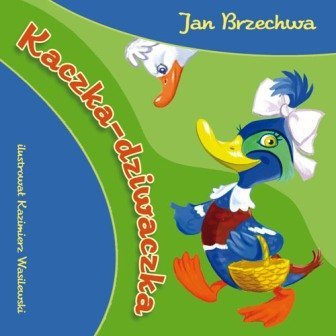 Jan Brzechwa
Kaczka-dziwaczka
ilustrował Kazimierz Wasilewski